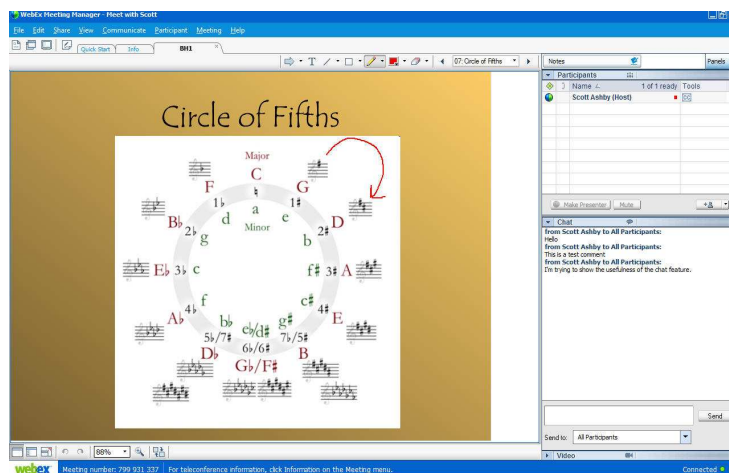 WebEx Meeting Manager - Meet with Scott
File Edit Share View Communicate Participant Meeting Help
Quick Start Info BH1
T 07 Circle of Fifths Notes Panels
Participants
Name 1 of 1 ready Tools
Scott Ashby (Host)
Make Presenter Mute
Chat
from Scott Ashby to All Participants:
Hello
from Scott Ashby to All Participants:
This is a test comment
from Scott Ashby to All Participants:
I'm trying to show the usefulness of the chat feature.
Send
Send to: All Participants
Video
Circle of Fifths
Major
C
F G
1♭ ♮ 1♯
d a e
Minor
B♭ D
2♭ 2♯
g b
E♭ 3♭ c f♯ 3♯ A
f c♯
4♭ 4♯
A♭ E
b♭ e♭/d♯ g♯
5♭/7♯ 6♭/6♯ 7♭/5♯
D♭ B
G♭/F♯
88%
webex Meeting number: 799 931 337 For teleconference information, click Information on the Meeting menu. Connected